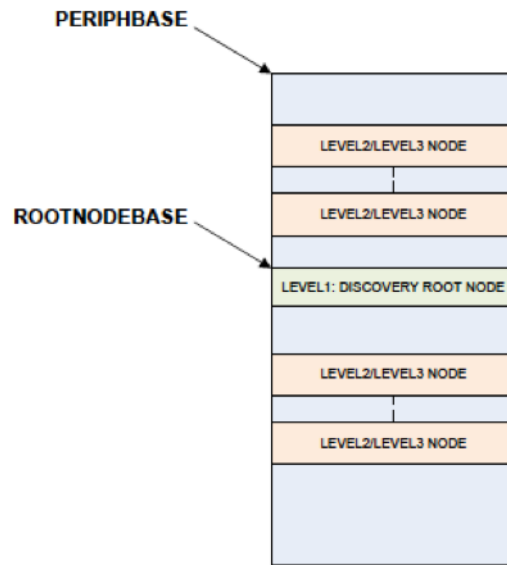 PERIPHBASE
LEVEL2/LEVEL3 NODE
LEVEL2/LEVEL3 NODE
ROOTNODEBASE
LEVEL1: DISCOVERY ROOT NODE
LEVEL2/LEVEL3 NODE
LEVEL2/LEVEL3 NODE